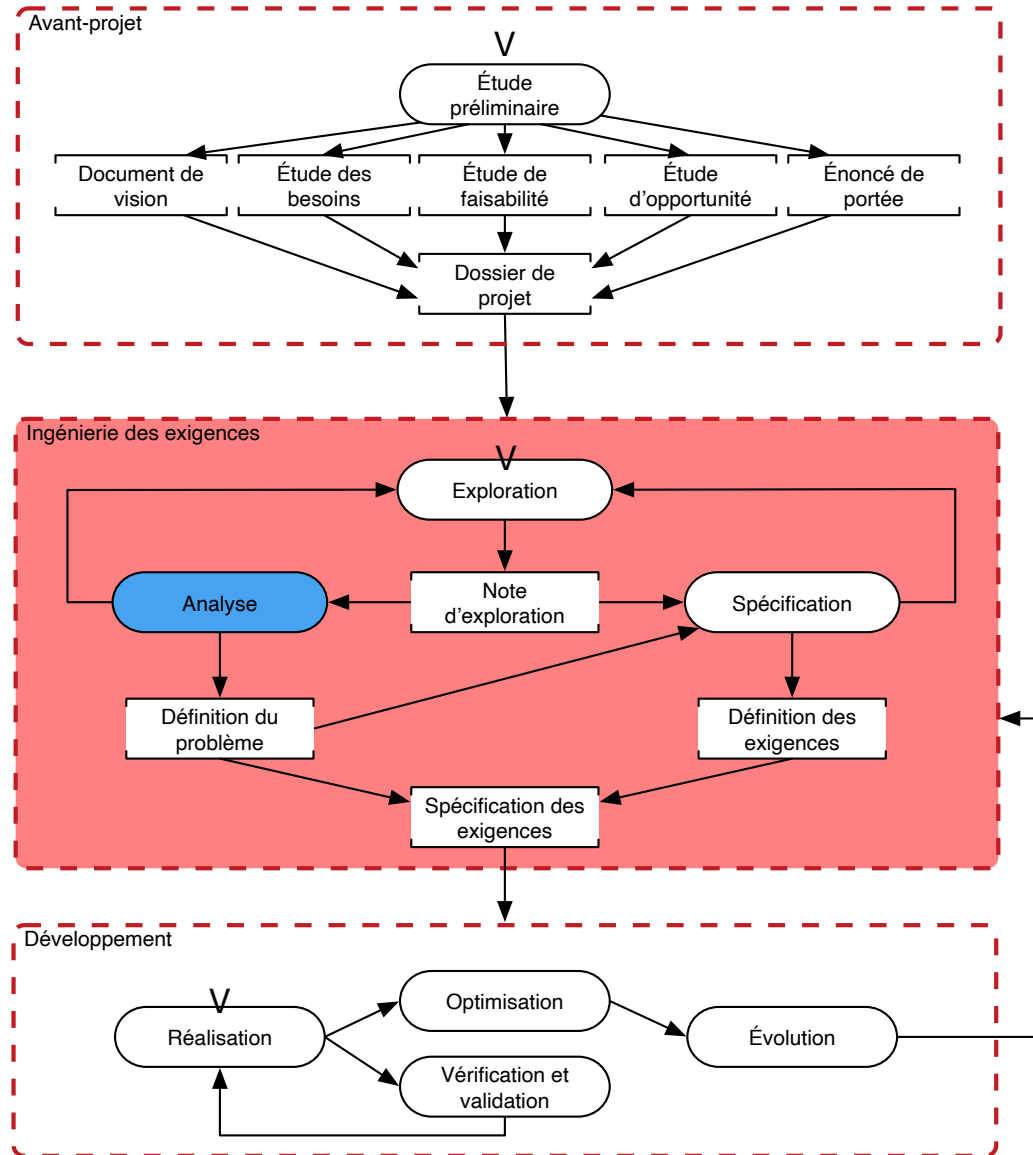 Avant-projet
V
Étude
préliminaire
Document de
vision
Étude des
besoins
Étude de
faisabilité
Étude
d'opportunité
Énoncé de
portée
Dossier de
projet
Ingénierie des exigences
V
Exploration
Analyse
Note
d'exploration
Spécification
Définition du
problème
Définition des
exigences
Spécification des
exigences
Développement
V
Réalisation
Optimisation
Évolution
Vérification et
validation